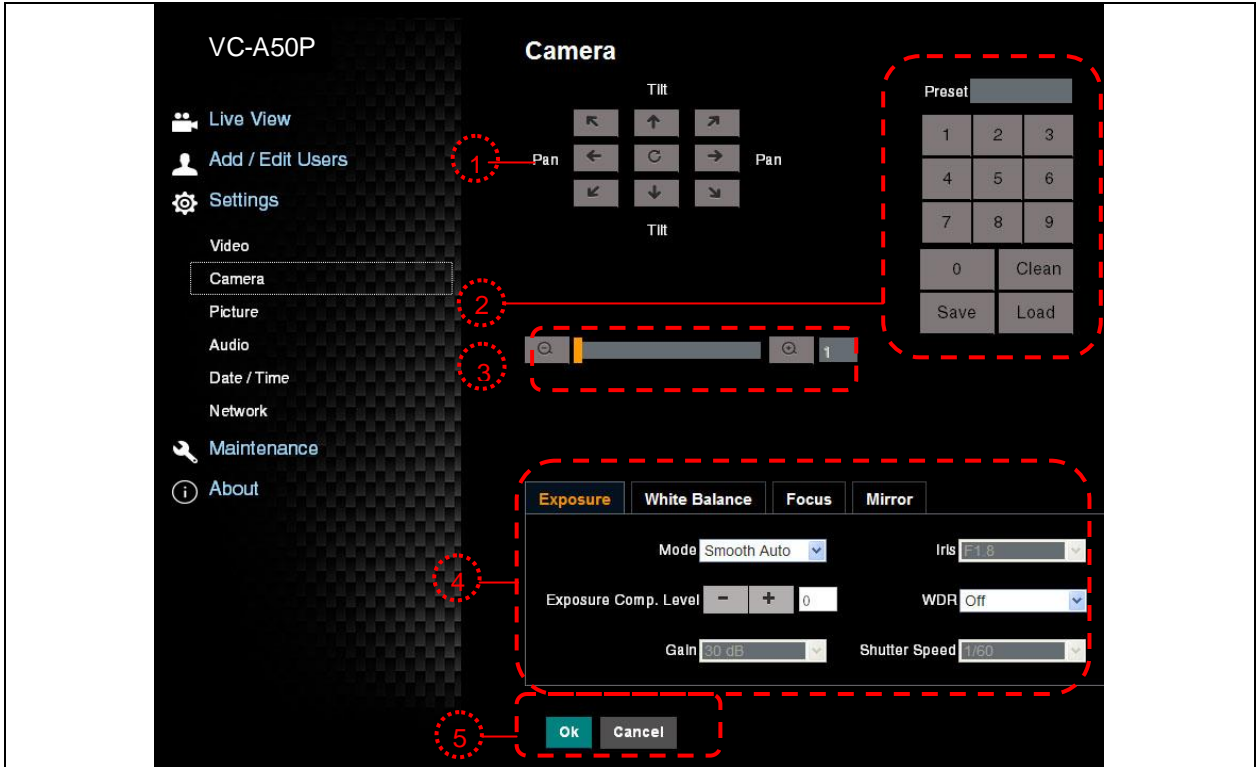 VC-A50P
Live View
Add / Edit Users
Settings
Video
Camera
Picture
Audio
Date / Time
Network
Maintenance
About
Camera
Tilt
Pan
Pan
Tilt
1
Preset
1 2 3
4 5 6
7 8 9
0 Clean
Save Load
2
3
1
4
Exposure White Balance Focus Mirror
Mode Smooth Auto Iris F1.8
Exposure Comp. Level - + 0 WDR Off
Gain 30 dB Shutter Speed 1/60
5
Ok Cancel